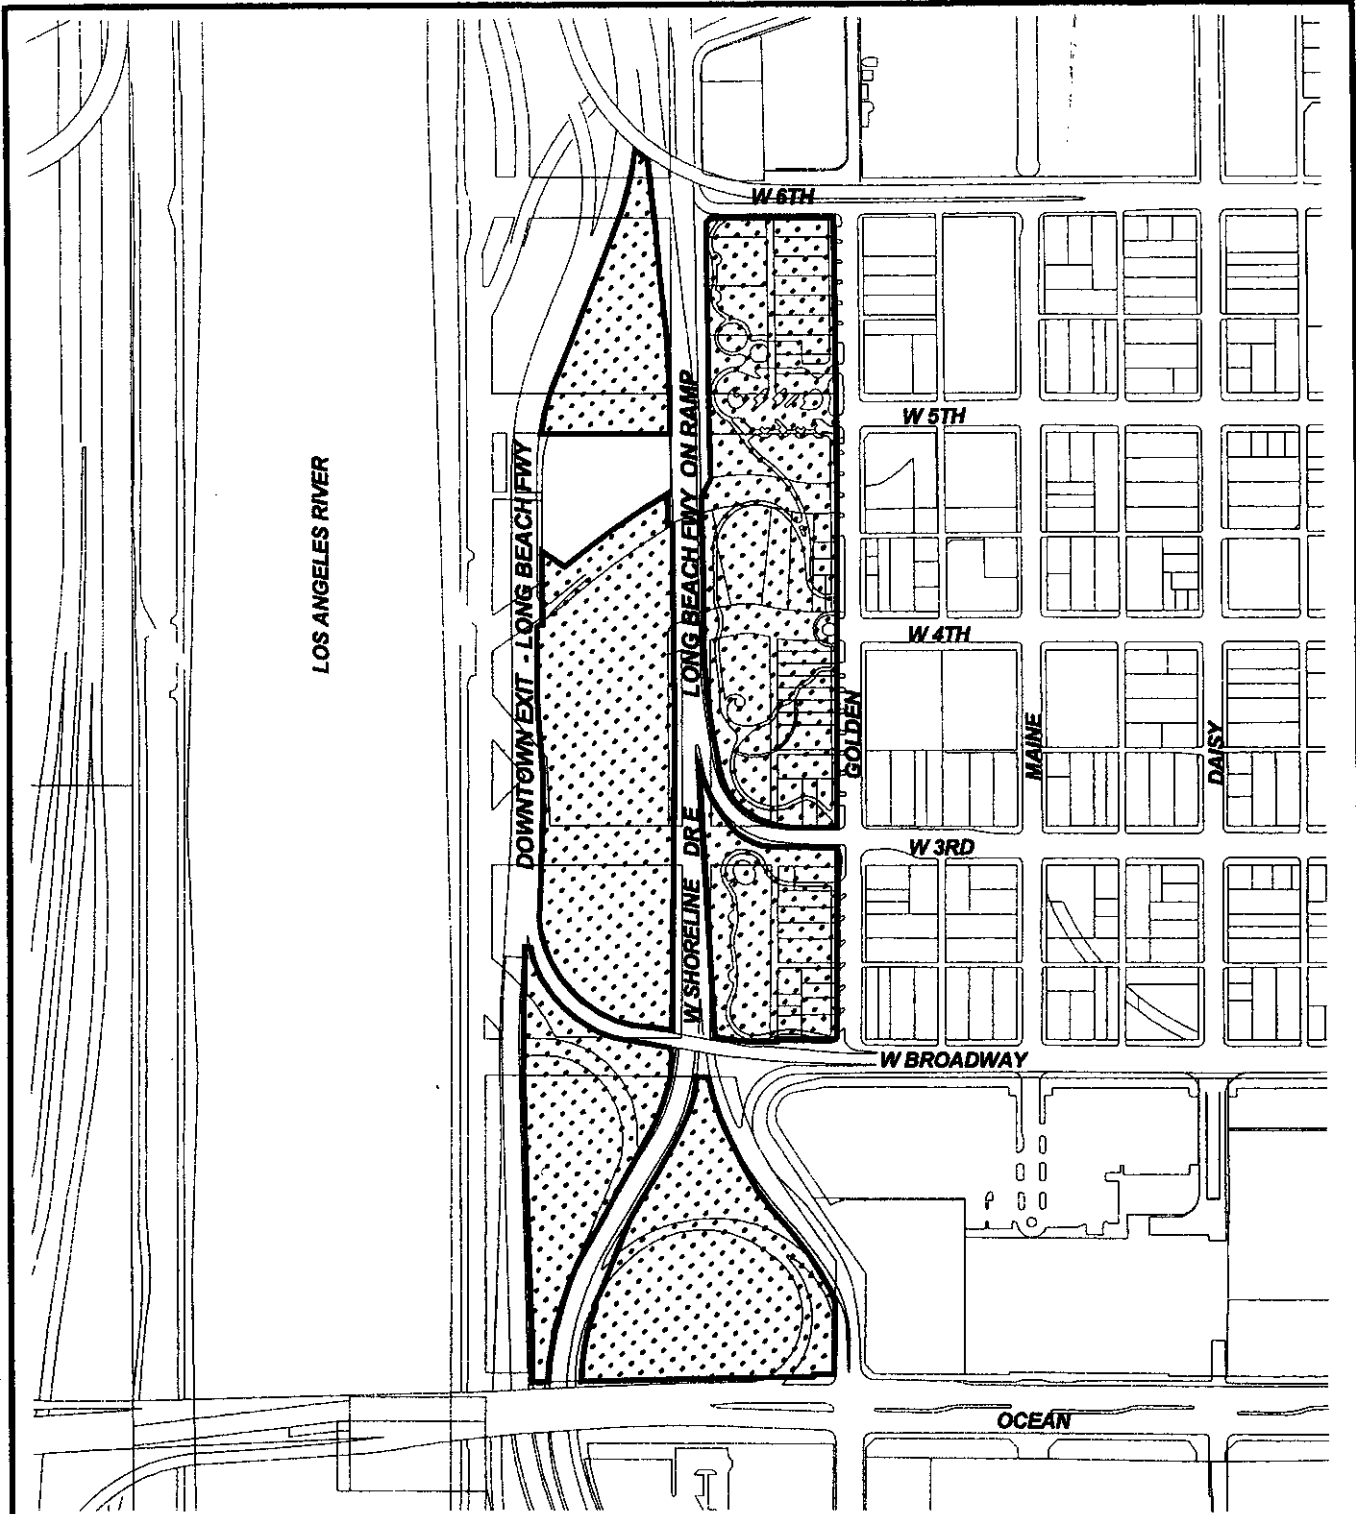 W 6TH
W 5TH
LOS ANGELES RIVER
DOWNTOWN EXIT - LONG BEACH FWY
LONG BEACH FWY ON RAMP
W 4TH
GOLDEN
MAINE
DAISY
W 3RD
W SHORELINE DR E
W BROADWAY
OCEAN